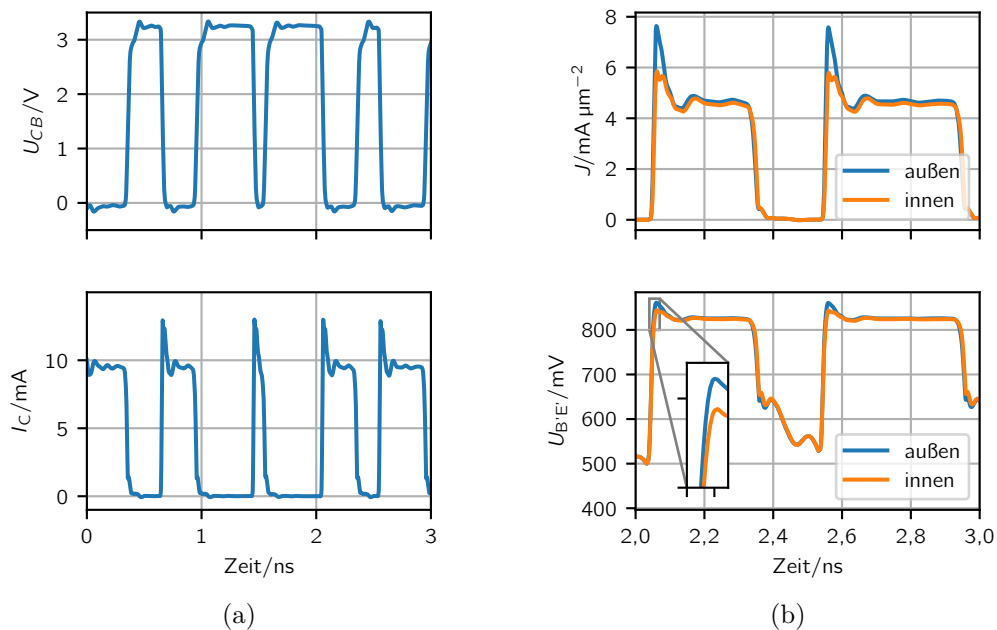 U_CB/V
3
2
1
0
I_C/mA
10
5
0
0 1 2 3
Zeit/ns
(a)
J/mA µm⁻²
8
6
4
2
0
außen
innen
U_B'E'/mV
800
700
600
500
400
außen
innen
2,0 2,2 2,4 2,6 2,8 3,0
Zeit/ns
(b)